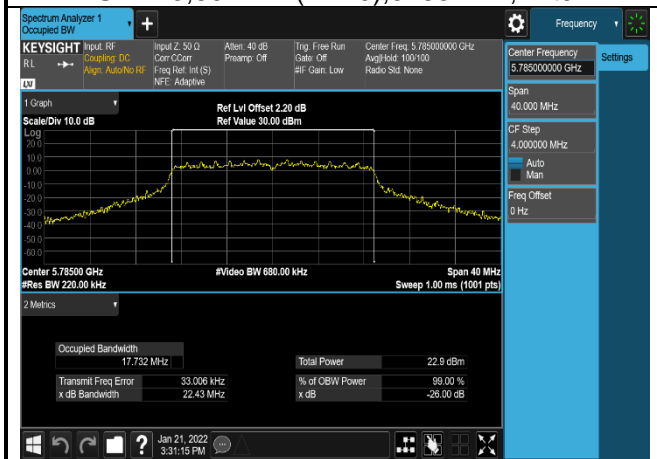 Spectrum Analyzer 1
Occupied BW
+
Frequency
KEYSIGHT
RL
LXI
Input: RF
Coupling: DC
Align: Auto/No RF
Input Z: 50 Ω
Corr CCorr
Freq Ref: Int (S)
NFE: Adaptive
Atten: 40 dB
Preamp: Off
Trig: Free Run
Gate: Off
#IF Gain: Low
Center Freq: 5.785000000 GHz
Avg|Hold: 100/100
Radio Std: None
Center Frequency
5.785000000 GHz
Settings
Span
40.000 MHz
CF Step
4.000000 MHz
Auto
Man
Freq Offset
0 Hz
1 Graph
Scale/Div 10.0 dB
Ref Lvl Offset 2.20 dB
Ref Value 30.00 dBm
Log
20.0
10.0
0.00
-10.0
-20.0
-30.0
-40.0
-50.0
-60.0
Center 5.78500 GHz
#Video BW 680.00 kHz
Span 40 MHz
#Res BW 220.00 kHz
Sweep 1.00 ms (1001 pts)
2 Metrics
Occupied Bandwidth
17.732 MHz
Total Power 22.9 dBm
Transmit Freq Error 33.006 kHz
% of OBW Power 99.00 %
x dB Bandwidth 22.43 MHz
x dB -26.00 dB
?
Jan 21, 2022
3:31:15 PM